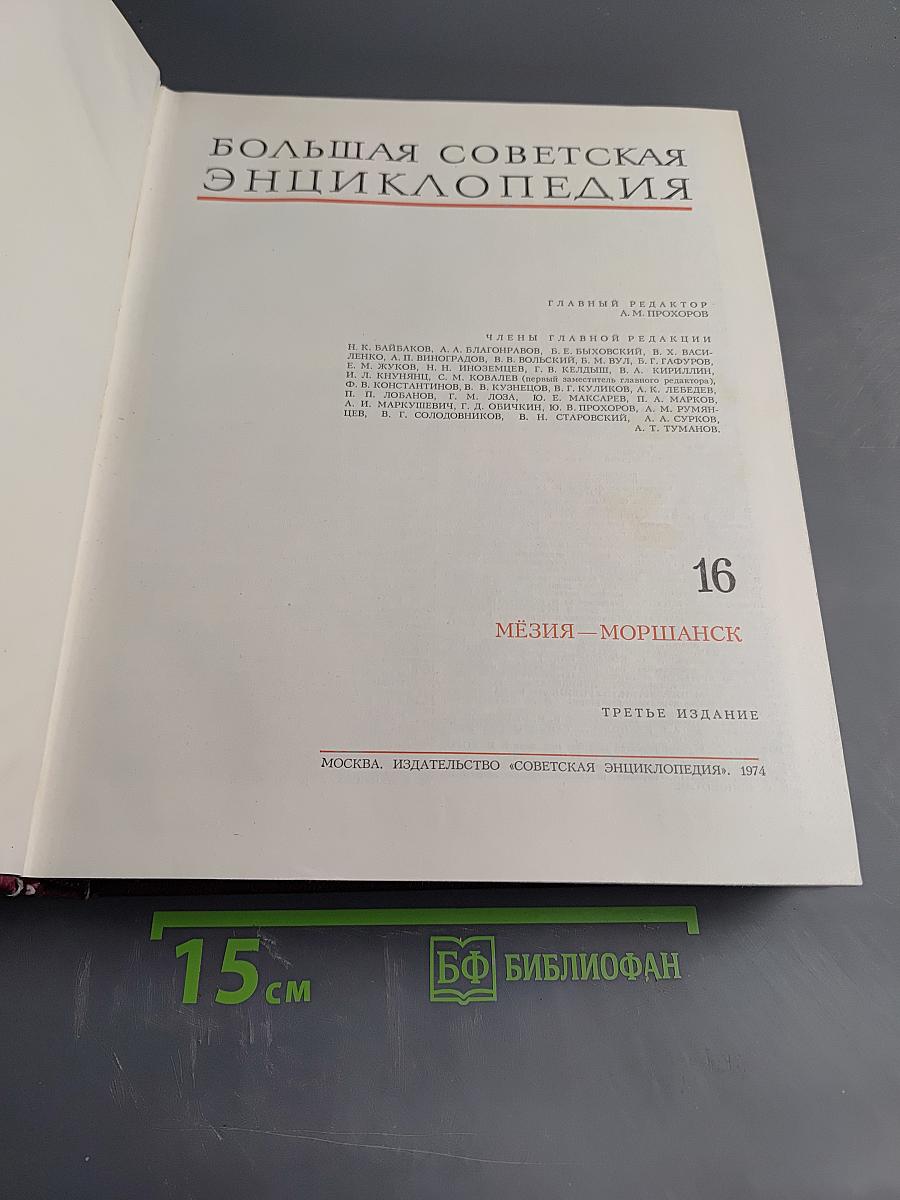 БОЛЬШАЯ СОВЕТСКАЯ
ЭНЦИКЛОПЕДИЯ
ГЛАВНЫЙ РЕДАКТОР
А. М. ПРОХОРОВ
ЧЛЕНЫ ГЛАВНОЙ РЕДАКЦИИ
Н. К. БАЙБАКОВ, А. А. БЛАГОНРАВОВ, Б. Е. БЫХОВСКИЙ, В. Х. ВАСИ-
ЛЕНКО, А. П. ВИНОГРАДОВ, В. В. ВОЛЬСКИЙ, Б. М. ВУЛ, Б. Г. ГАФУРОВ,
Е. М. ЖУКОВ, Н. Н. ИНОЗЕМЦЕВ, Г. В. КЕЛДЫШ, В. А. КИРИЛЛИН,
И. Л. КНУНЯНЦ, С. М. КОВАЛЕВ (первый заместитель главного редактора),
Ф. В. КОНСТАНТИНОВ, В. В. КУЗНЕЦОВ, В. Г. КУЛИКОВ, А. К. ЛЕБЕДЕВ,
П. П. ЛОБАНОВ, Г. М. ЛОЗА, Ю. Е. МАКСАРЕВ, П. А. МАРКОВ,
А. И. МАРКУШЕВИЧ, Г. Д. ОБИЧКИН, Ю. В. ПРОХОРОВ, А. М. РУМЯН-
ЦЕВ, В. Г. СОЛОДОВНИКОВ, В. Н. СТАРОВСКИЙ, А. А. СУРКОВ,
А. Т. ТУМАНОВ.
16
МЁЗИЯ — МОРШАНСК
ТРЕТЬЕ ИЗДАНИЕ
МОСКВА. ИЗДАТЕЛЬСТВО «СОВЕТСКАЯ ЭНЦИКЛОПЕДИЯ». 1974
15 СМ
БФ БИБЛИОФАН